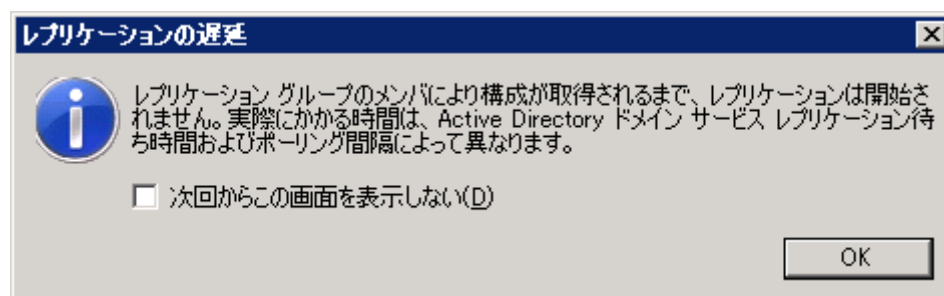 レプリケーションの遅延
レプリケーション グループのメンバにより構成が取得されるまで、レプリケーションは開始さ
れません。実際にかかる時間は、Active Directory ドメイン サービス レプリケーション待
ち時間およびポーリング間隔によって異なります。
次回からこの画面を表示しない(D)
OK